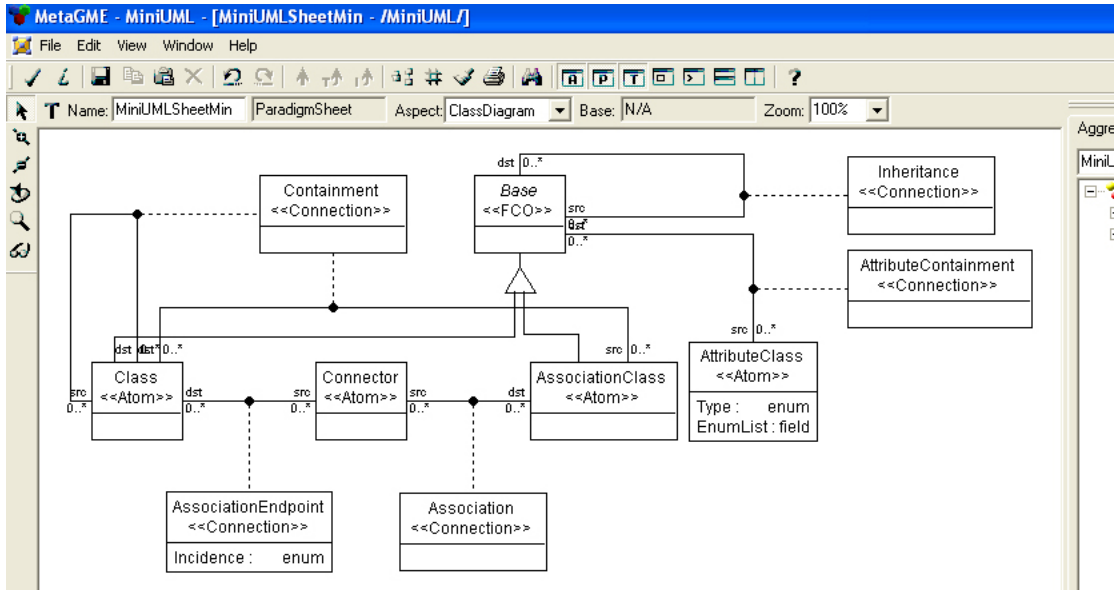 MetaGME - MiniUML - [MiniUMLSheetMin - /MiniUML/]
File Edit View Window Help
Name: MiniUMLSheetMin ParadigmSheet Aspect: ClassDiagram Base: N/A Zoom: 100%
Aggre
MiniL
dst 0..*
Containment
<<Connection>>
Base
<<FCO>>
src
dst
0..*
Inheritance
<<Connection>>
AttributeContainment
<<Connection>>
src 0..*
dst
0..*
src 0..*
src
0..*
Class
<<Atom>>
dst
0..*
src
0..*
Connector
<<Atom>>
src
0..*
dst
0..*
AssociationClass
<<Atom>>
AttributeClass
<<Atom>>
Type : enum
EnumList : field
AssociationEndpoint
<<Connection>>
Incidence : enum
Association
<<Connection>>